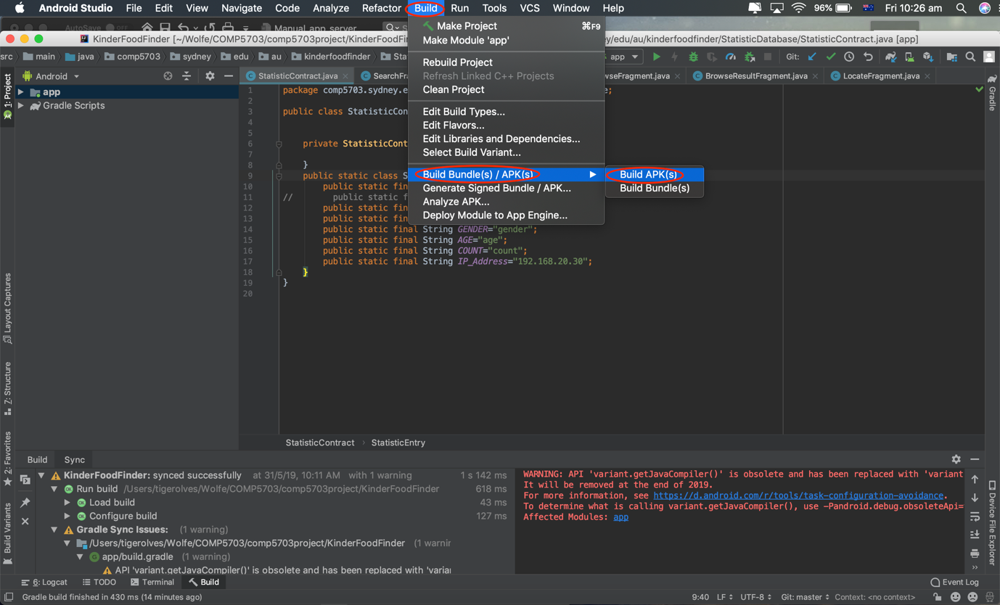 Android Studio File Edit View Navigate Code Analyze Refactor Build Run Tools VCS Window Help 96% Fri 10:26 am
AutoSave OFF Manual app server
KinderFoodFinder [~/Wolfe/COMP5703/comp5703project/KinderFoodFin
ey/edu/au/kinderfoodfinder/StatisticDatabase/StatisticContract.java [app]
src main java comp5703 sydney edu au kinderfoodfinder Sta
app Git:
Android
StatisticContract.java SearchFra wseFragment.java BrowseResultFragment.java LocateFragment.java
Make Project ⌘F9
Make Module 'app'
Rebuild Project
Refresh Linked C++ Projects
Clean Project
Edit Build Types...
Edit Flavors...
Edit Libraries and Dependencies...
Select Build Variant...
Build Bundle(s) / APK(s)
Generate Signed Bundle / APK...
Analyze APK...
Deploy Module to App Engine...
Build APK(s)
Build Bundle(s)
1: Project
app
Gradle Scripts
Layout Captures
Z: Structure
2: Favorites
Build Variants
Gradle
Device File Explorer
1 package comp5703.sydney.e e;
2
3 public class StatisticCon
4
5
6 private StatisticCont
7
8 }
9 public static class S
10 public static fin
11 // public static f
12 public static fin
13 public static fin
14 public static final String GENDER="gender";
15 public static final String AGE="age";
16 public static final String COUNT="count";
17 public static final String IP_Address="192.168.20.30";
18 }
19 }
20
StatisticContract › StatisticEntry
Build Sync
KinderFoodFinder: synced successfully at 31/5/19, 10:11 AM with 1 warning 1 s 142 ms
Run build /Users/tigerolves/Wolfe/COMP5703/comp5703project/KinderFoodFinder 618 ms
Load build 43 ms
Configure build 127 ms
Gradle Sync Issues: (1 warning)
/Users/tigerolves/Wolfe/COMP5703/comp5703project/KinderFoodFinder (1 warnir
app/build.gradle (1 warning)
API 'variant.getJavaCompiler()' is obsolete and has been replaced with 'varia
WARNING: API 'variant.getJavaCompiler()' is obsolete and has been replaced with 'variant
It will be removed at the end of 2019.
For more information, see https://d.android.com/r/tools/task-configuration-avoidance.
To determine what is calling variant.getJavaCompiler(), use -Pandroid.debug.obsoleteApi=
Affected Modules: app
6: Logcat TODO Terminal Build Event Log
Gradle build finished in 430 ms (14 minutes ago) 9:40 LF UTF-8 Git: master Context: <no context>